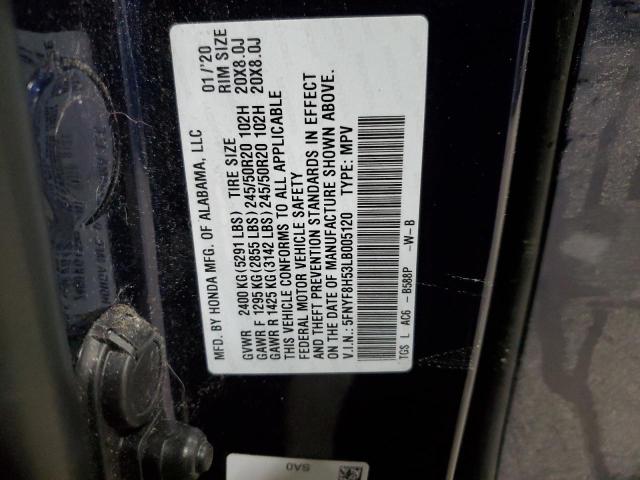 MFD. BY HONDA MFG. OF ALABAMA, LLC 01/'20
TIRE SIZE RIM SIZE
GVWR 2400 KG(5291 LBS)
GAWR F 1295 KG(2855 LBS) 245/50R20 102H 20X8.0J
GAWR R 1425 KG(3142 LBS) 245/50R20 102H 20X8.0J
THIS VEHICLE CONFORMS TO ALL APPLICABLE
FEDERAL MOTOR VEHICLE SAFETY
AND THEFT PREVENTION STANDARDS IN EFFECT
ON THE DATE OF MANUFACTURE SHOWN ABOVE.
V.I.N.: 5FNYF8H53LB005120 TYPE: MPV
TGS L AC6 - B588P -W-B
SA0